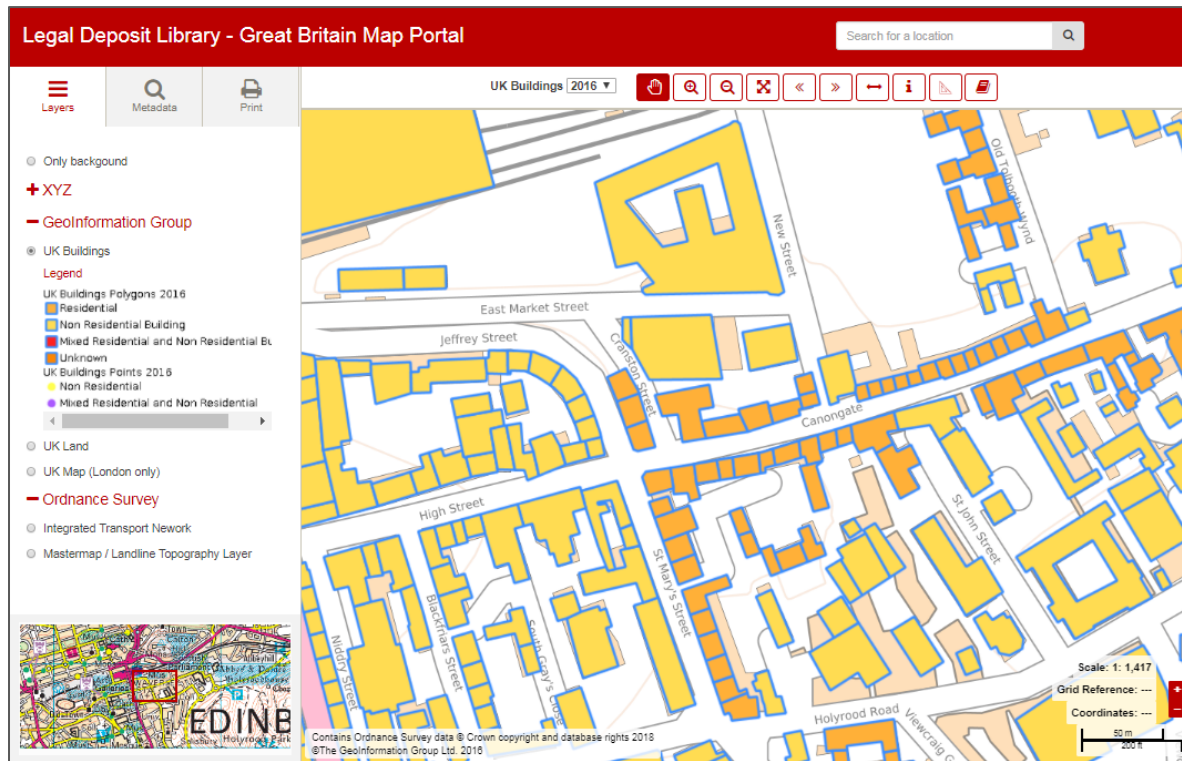 Legal Deposit Library - Great Britain Map Portal
Search for a location
Layers
Metadata
Print
UK Buildings 2016
Only backgound
XYZ
GeoInformation Group
UK Buildings
Legend
UK Buildings Polygons 2016
Residential
Non Residential Building
Mixed Residential and Non Residential Bu
Unknown
UK Buildings Points 2016
Non Residential
Mixed Residential and Non Residential
UK Land
UK Map (London only)
Ordnance Survey
Integrated Transport Nework
Mastermap / Landline Topography Layer
Old Tolbooth Wynd
New Street
East Market Street
Jeffrey Street
Cranston Street
Canongate
High Street
St John Street
St Mary's Street
Blackfriars Street
Niddry Street
South Gray's Close
Holyrood Road
Viewcraig G
Scale: 1: 1,417
Grid Reference: ---
Coordinates: ---
50 m
200 ft
Contains Ordnance Survey data © Crown copyright and database rights 2018
©The GeoInformation Group Ltd. 2016
EDINB
Holyrood Park
Salisbury